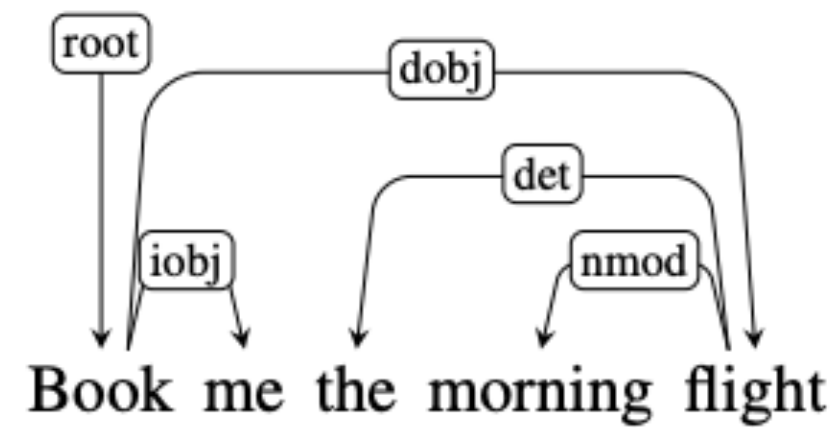 root
dobj
det
iobj
nmod
Book me the morning flight